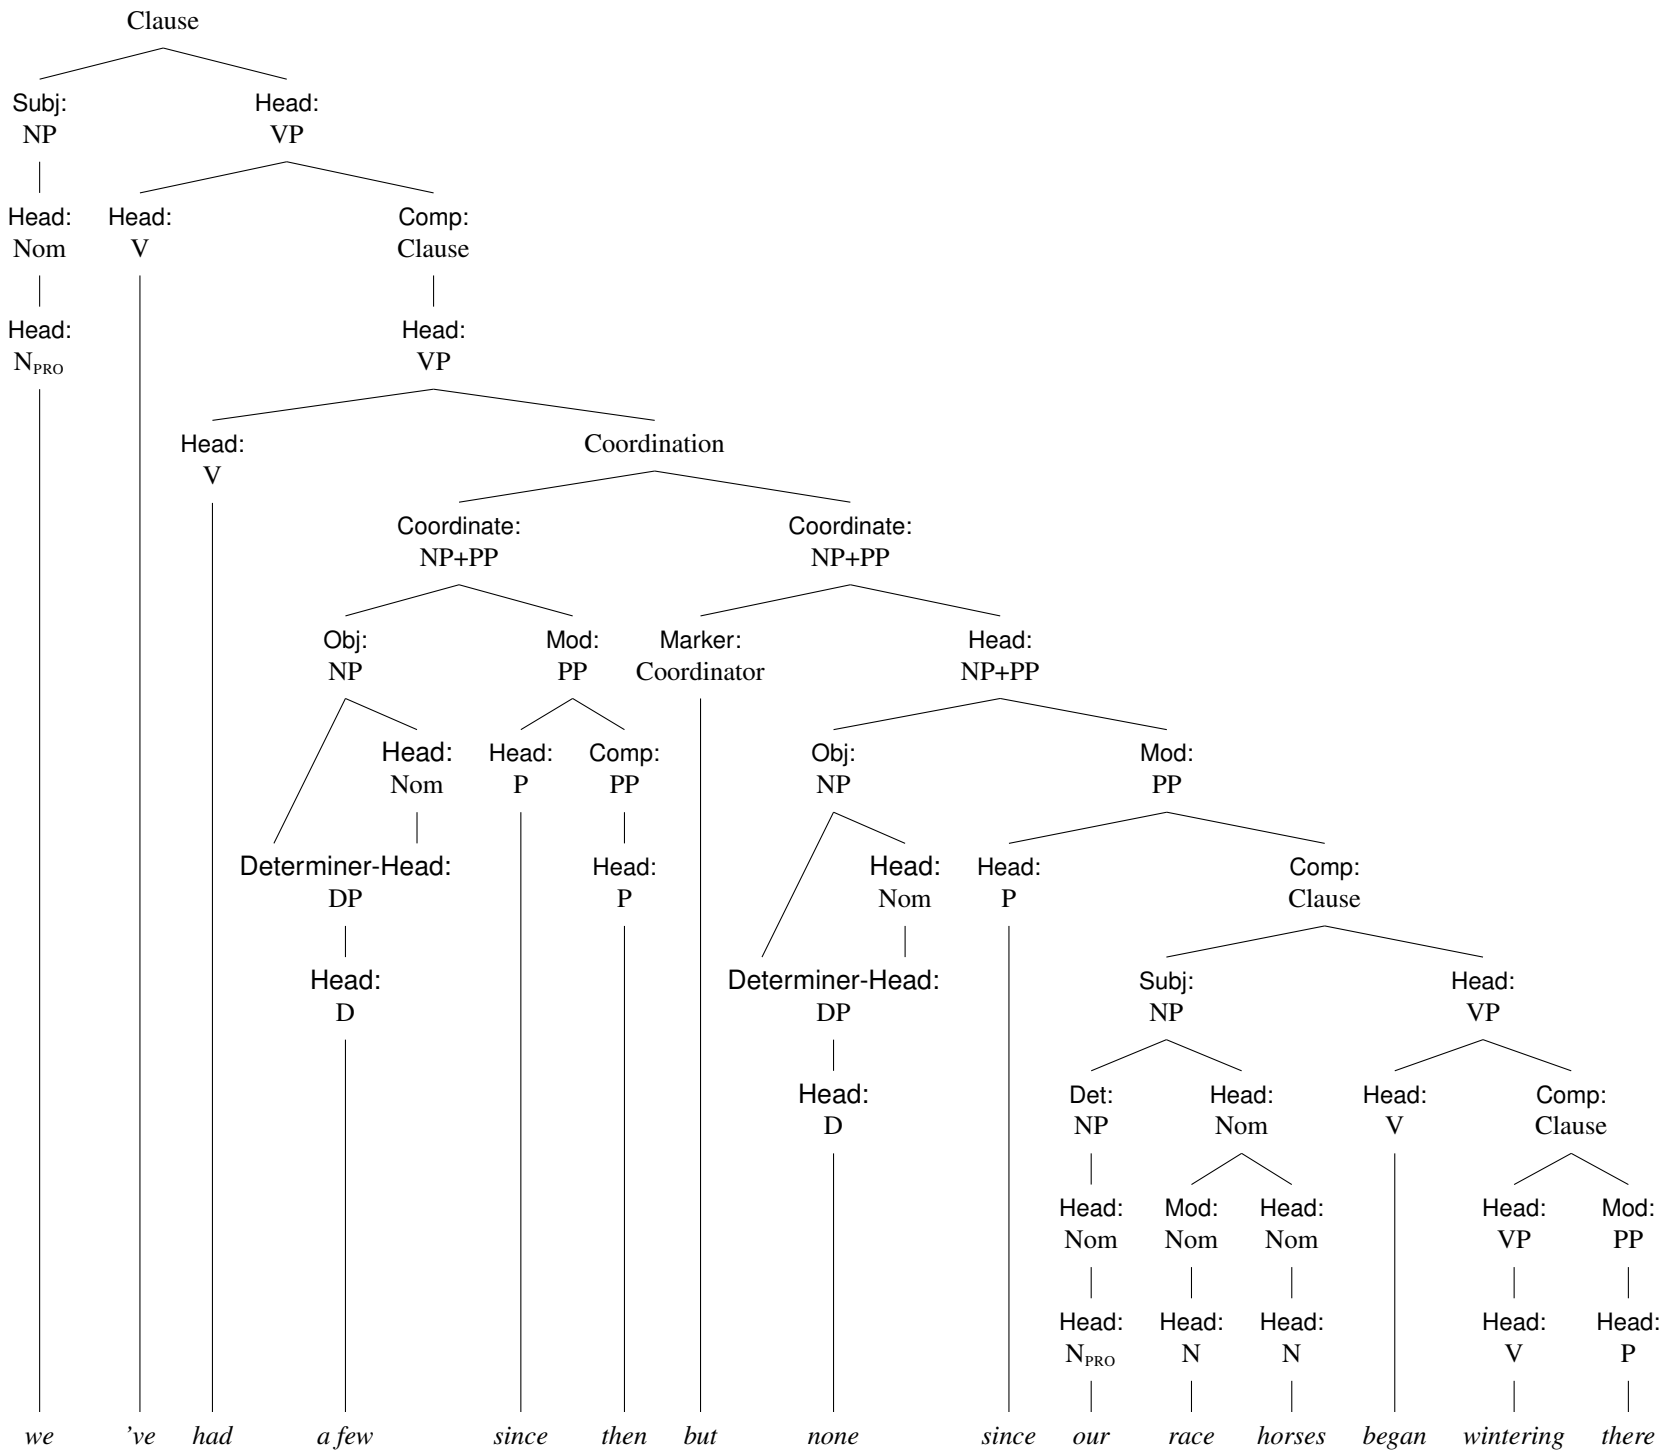 Clause
Subj: Head:
NP VP
Head: Head: Comp:
Nom V Clause
Head: Head:
N_PRO VP
Head: Coordination
V
Coordinate: Coordinate:
NP+PP NP+PP
Obj: Mod: Marker: Head:
NP PP Coordinator NP+PP
Head: Head: Comp: Obj: Mod:
Nom P PP NP PP
Determiner-Head: Head: Head: Head: Comp:
DP P Nom P Clause
Head: Determiner-Head: Subj: Head:
D DP NP VP
Head: Det: Head: Head: Comp:
D NP Nom V Clause
Head: Mod: Head: Head: Mod:
Nom Nom Nom VP PP
Head: Head: Head: Head: Head:
N_PRO N N V P
we 've had a few since then but none since our race horses began wintering there